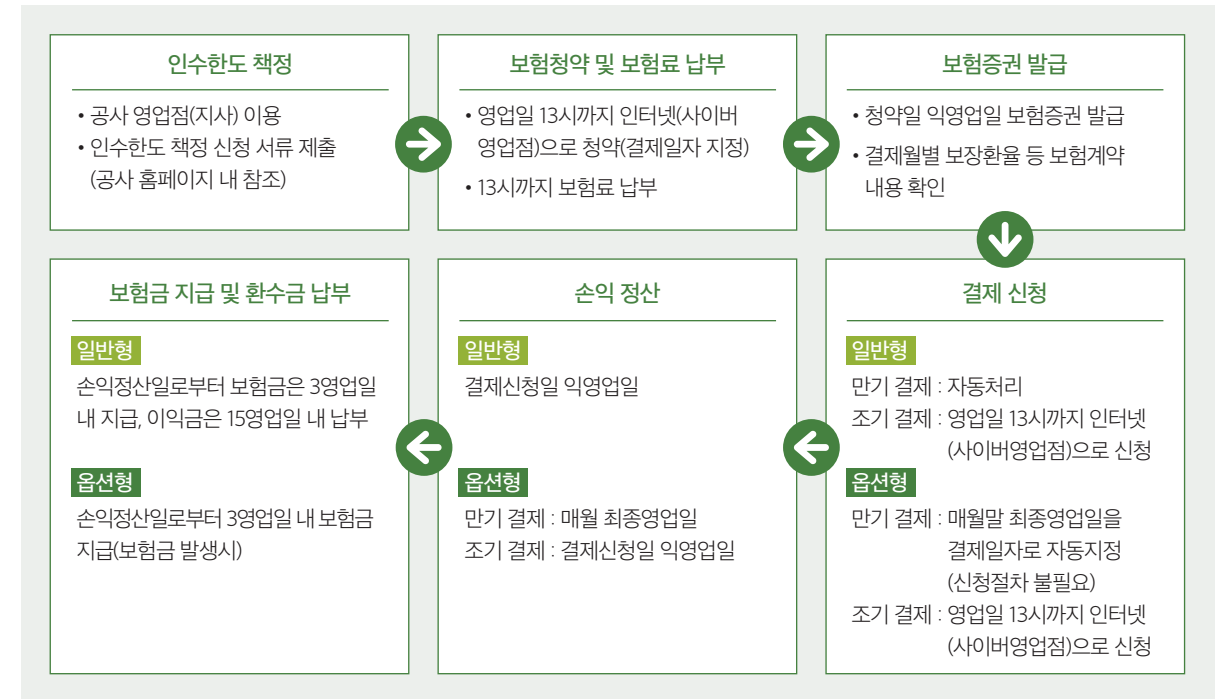 인수한도 책정
• 공사 영업점(지사) 이용
• 인수한도 책정 신청 서류 제출
(공사 홈페이지 내 참조)
보험청약 및 보험료 납부
• 영업일 13시까지 인터넷(사이버
영업점)으로 청약(결제일자 지정)
• 13시까지 보험료 납부
보험증권 발급
• 청약일 익영업일 보험증권 발급
• 결제월별 보장환율 등 보험계약
내용 확인
결제 신청
일반형
만기 결제 : 자동처리
조기 결제 : 영업일 13시까지 인터넷
(사이버영업점)으로 신청
옵션형
만기 결제 : 매월말 최종영업일을
결제일자로 자동지정
(신청절차 불필요)
조기 결제 : 영업일 13시까지 인터넷
(사이버영업점)으로 신청
손익 정산
일반형
결제신청일 익영업일
옵션형
만기 결제 : 매월 최종영업일
조기 결제 : 결제신청일 익영업일
보험금 지급 및 환수금 납부
일반형
손익정산일로부터 보험금은 3영업일
내 지급, 이익금은 15영업일 내 납부
옵션형
손익정산일로부터 3영업일 내 보험금
지급(보험금 발생시)